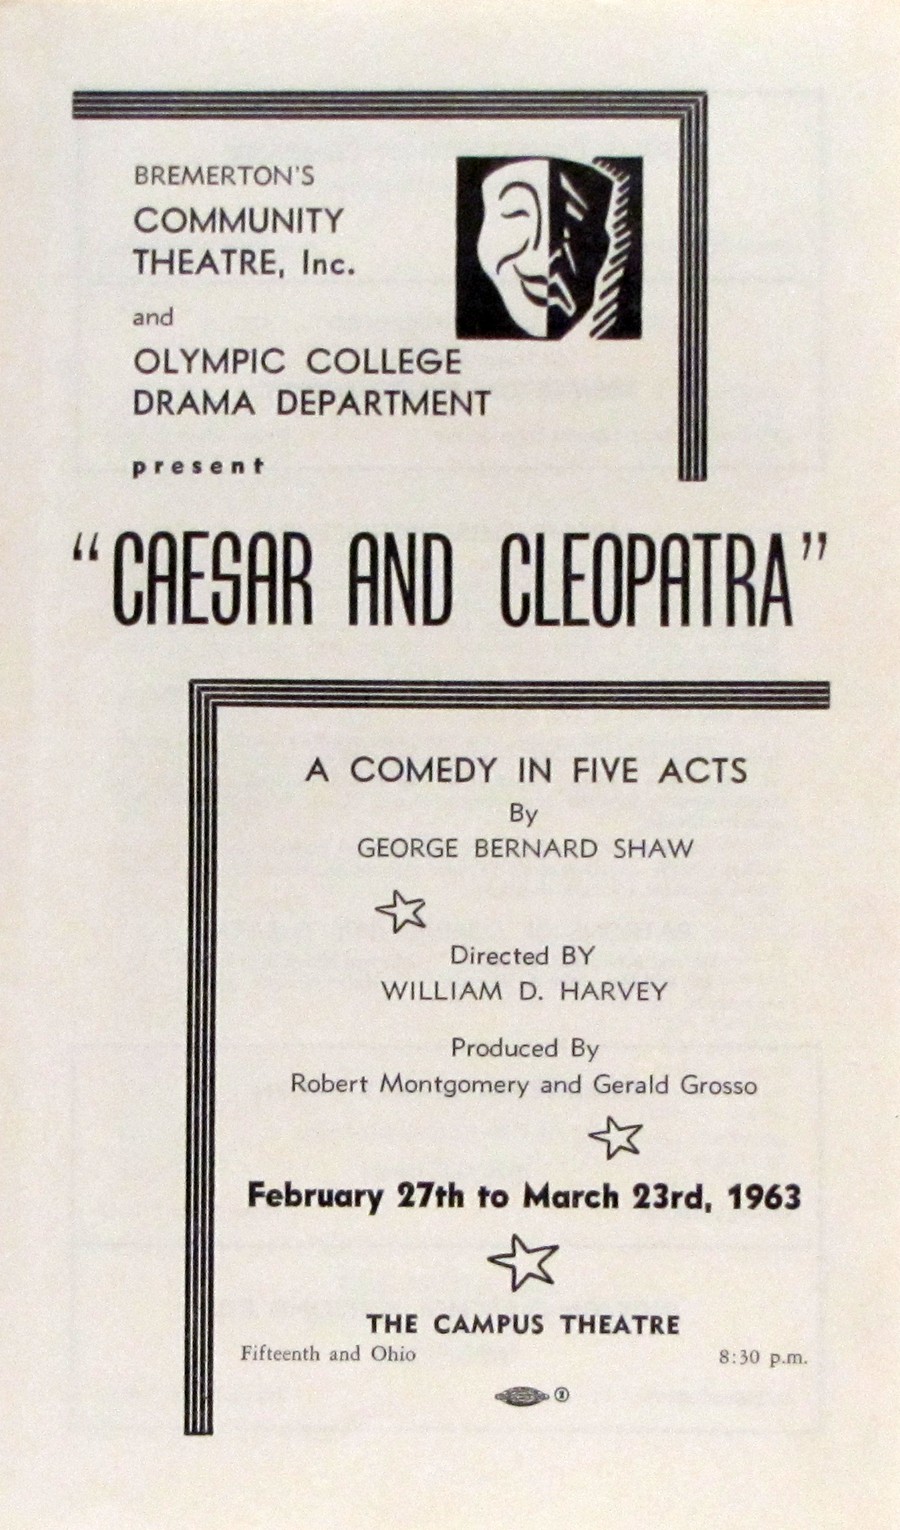 BREMERTON'S
COMMUNITY
THEATRE, Inc.
and
OLYMPIC COLLEGE
DRAMA DEPARTMENT
present
"CAESAR AND CLEOPATRA"
A COMEDY IN FIVE ACTS
By
GEORGE BERNARD SHAW
Directed BY
WILLIAM D. HARVEY
Produced By
Robert Montgomery and Gerald Grosso
February 27th to March 23rd, 1963
THE CAMPUS THEATRE
Fifteenth and Ohio 8:30 p.m.